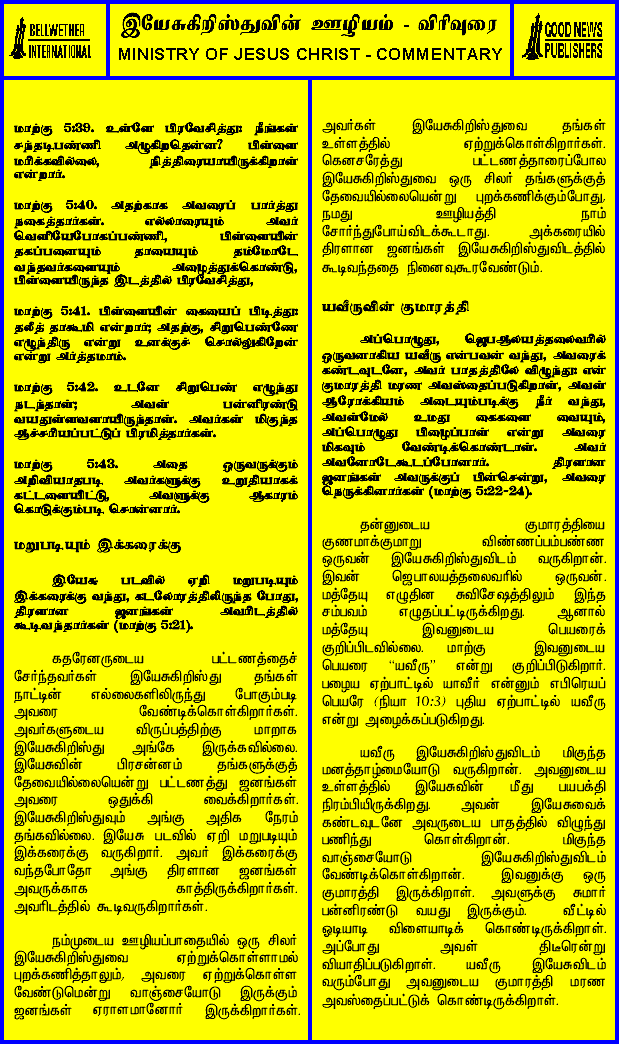 BELLWETHER
INTERNATIONAL
இயேசுகிறிஸ்துவின் ஊழியம் - விரிவுரை
MINISTRY OF JESUS CHRIST - COMMENTARY
GOOD NEWS
PUBLISHERS
மாற்கு 5:39. உள்ளே பிரவேசித்து: நீங்கள்
சந்தடிபண்ணி அழுகிறதென்ன? பிள்ளை
மரிக்கவில்லை, நித்திரையாயிருக்கிறாள்
என்றார்.
மாற்கு 5:40. அதற்காக அவரைப் பார்த்து
நகைத்தார்கள். எல்லாரையும் அவர்
வெளியேபோகப்பண்ணி, பிள்ளையின்
தகப்பனையும் தாயையும் தம்மோடே
வந்தவர்களையும் அழைத்துக்கொண்டு,
பிள்ளையிருந்த இடத்தில் பிரவேசித்து,
மாற்கு 5:41. பிள்ளையின் கையைப் பிடித்து:
தலீத் தாகூமி என்றார்; அதற்கு, சிறுபெண்ணே
எழுந்திரு என்று உனக்குச் சொல்லுகிறேன்
என்று அர்த்தமாம்.
மாற்கு 5:42. உடனே சிறுபெண் எழுந்து
நடந்தாள்; அவள் பன்னிரண்டு
வயதுள்ளவளாயிருந்தாள். அவர்கள் மிகுந்த
ஆச்சரியப்பட்டுப் பிரமித்தார்கள்.
மாற்கு 5:43. அதை ஒருவருக்கும்
அறிவியாதபடி அவர்களுக்கு உறுதியாகக்
கட்டளையிட்டு, அவளுக்கு ஆகாரம்
கொடுக்கும்படி சொன்னார்.
மறுபடியும் இக்கரைக்கு
இயேசு படவில் ஏறி மறுபடியும்
இக்கரைக்கு வந்து, கடலோரத்திலிருந்த போது,
திரளான ஜனங்கள் அவரிடத்தில்
கூடிவந்தார்கள் (மாற்கு 5:21).
கதரேனருடைய பட்டணத்தைச்
சேர்ந்தவர்கள் இயேசுகிறிஸ்து தங்கள்
நாட்டின் எல்லைகளிலிருந்து போகும்படி
அவரை வேண்டிக்கொள்கிறார்கள்.
அவர்களுடைய விருப்பத்திற்கு மாறாக
இயேசுகிறிஸ்து அங்கே இருக்கவில்லை.
இயேசுவின் பிரசன்னம் தங்களுக்குத்
தேவையில்லையென்று பட்டணத்து ஜனங்கள்
அவரை ஒதுக்கி வைக்கிறார்கள்.
இயேசுகிறிஸ்துவும் அங்கு அதிக நேரம்
தங்கவில்லை. இயேசு படவில் ஏறி மறுபடியும்
இக்கரைக்கு வருகிறார். அவர் இக்கரைக்கு
வந்தபோதோ அங்கு திரளான ஜனங்கள்
அவருக்காக காத்திருக்கிறார்கள்.
அவரிடத்தில் கூடிவருகிறார்கள்.
நம்முடைய ஊழியப்பாதையில் ஒரு சிலர்
இயேசுகிறிஸ்துவை ஏற்றுக்கொள்ளாமல்
புறக்கணித்தாலும், அவரை ஏற்றுக்கொள்ள
வேண்டுமென்று வாஞ்சையோடு இருக்கும்
ஜனங்கள் ஏராளமானோர் இருக்கிறார்கள்.
அவர்கள் இயேசுகிறிஸ்துவை தங்கள்
உள்ளத்தில் ஏற்றுக்கொள்கிறார்கள்.
கெனசரேத்து பட்டணத்தாரைப்போல
இயேசுகிறிஸ்துவை ஒரு சிலர் தங்களுக்குத்
தேவையில்லையென்று புறக்கணிக்கும்போது,
நமது ஊழியத்தி நாம்
சோர்ந்துபோய்விடக்கூடாது. அக்கரையில்
திரளான ஜனங்கள் இயேசுகிறிஸ்துவிடத்தில்
கூடிவந்ததை நினைவுகூரவேண்டும்.
யவீருவின் குமாரத்தி
அப்பொழுது, ஜெபஆலயத்தலைவரில்
ஒருவனாகிய யவீரு என்பவன் வந்து, அவரைக்
கண்டவுடனே, அவர் பாதத்திலே விழுந்து: என்
குமாரத்தி மரண அவஸ்தைப்படுகிறாள், அவள்
ஆரோக்கியம் அடையும்படிக்கு நீர் வந்து,
அவள்மேல் உமது கைகளை வையும்,
அப்பொழுது பிழைப்பாள் என்று அவரை
மிகவும் வேண்டிக்கொண்டான். அவர்
அவனோடேகூடப்போனார். திரளான
ஜனங்கள் அவருக்குப் பின்சென்று, அவரை
நெருக்கினார்கள் (மாற்கு 5:22-24).
தன்னுடைய குமாரத்தியை
குணமாக்குமாறு விண்ணப்பம்பண்ண
ஒருவன் இயேசுகிறிஸ்துவிடம் வருகிறான்.
இவன் ஜெபாலயத்தலைவரில் ஒருவன்.
மத்தேயு எழுதின சுவிசேஷத்திலும் இந்த
சம்பவம் எழுதப்பட்டிருக்கிறது. ஆனால்
மத்தேயு இவனுடைய பெயரைக்
குறிப்பிடவில்லை. மாற்கு இவனுடைய
பெயரை “யவீரு” என்று குறிப்பிடுகிறார்.
பழைய ஏற்பாட்டில் யாவீர் என்னும் எபிரெயப்
பெயரே (நியா 10:3) புதிய ஏற்பாட்டில் யவீரு
என்று அழைக்கப்படுகிறது.
யவீரு இயேசுகிறிஸ்துவிடம் மிகுந்த
மனத்தாழ்மையோடு வருகிறான். அவனுடைய
உள்ளத்தில் இயேசுவின் மீது பயபக்தி
நிரம்பியிருக்கிறது. அவன் இயேசுவைக்
கண்டவுடனே அவருடைய பாதத்தில் விழுந்து
பணிந்து கொள்கிறான். மிகுந்த
வாஞ்சையோடு இயேசுகிறிஸ்துவிடம்
வேண்டிக்கொள்கிறான். இவனுக்கு ஒரு
குமாரத்தி இருக்கிறாள். அவளுக்கு சுமார்
பன்னிரண்டு வயது இருக்கும். வீட்டில்
ஓடியாடி விளையாடிக் கொண்டிருக்கிறாள்.
அப்போது அவள் திடீரென்று
வியாதிப்படுகிறாள். யவீரு இயேசுவிடம்
வரும்போது அவனுடைய குமாரத்தி மரண
அவஸ்தைப்பட்டுக் கொண்டிருக்கிறாள்.